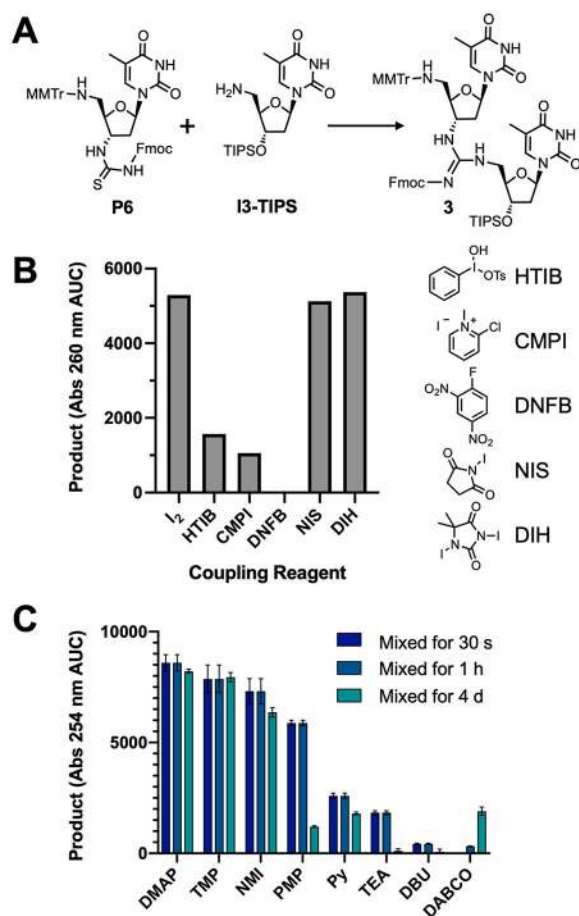 A
MMTr
H
N
O
NH
N
O
O
HN
Fmoc
S
NH
P6
+
H2N
O
NH
N
O
O
TIPSO
I3-TIPS
MMTr
H
N
O
NH
N
O
O
HN
H
N
Fmoc
N
O
NH
N
O
O
TIPSO
3
B
Product (Abs 260 nm AUC)
6000
4000
2000
0
I2
HTIB
CMPI
DNFB
NIS
DIH
Coupling Reagent
OH
I
OTs
HTIB
I−
I
N+
Cl
CMPI
F
NO2
NO2
DNFB
O
N
I
O
NIS
O
N
I
N
I
O
DIH
C
Product (Abs 254 nm AUC)
10000
5000
0
Mixed for 30 s
Mixed for 1 h
Mixed for 4 d
DMAP
TMP
NMI
PMP
Py
TEA
DBU
DABCO